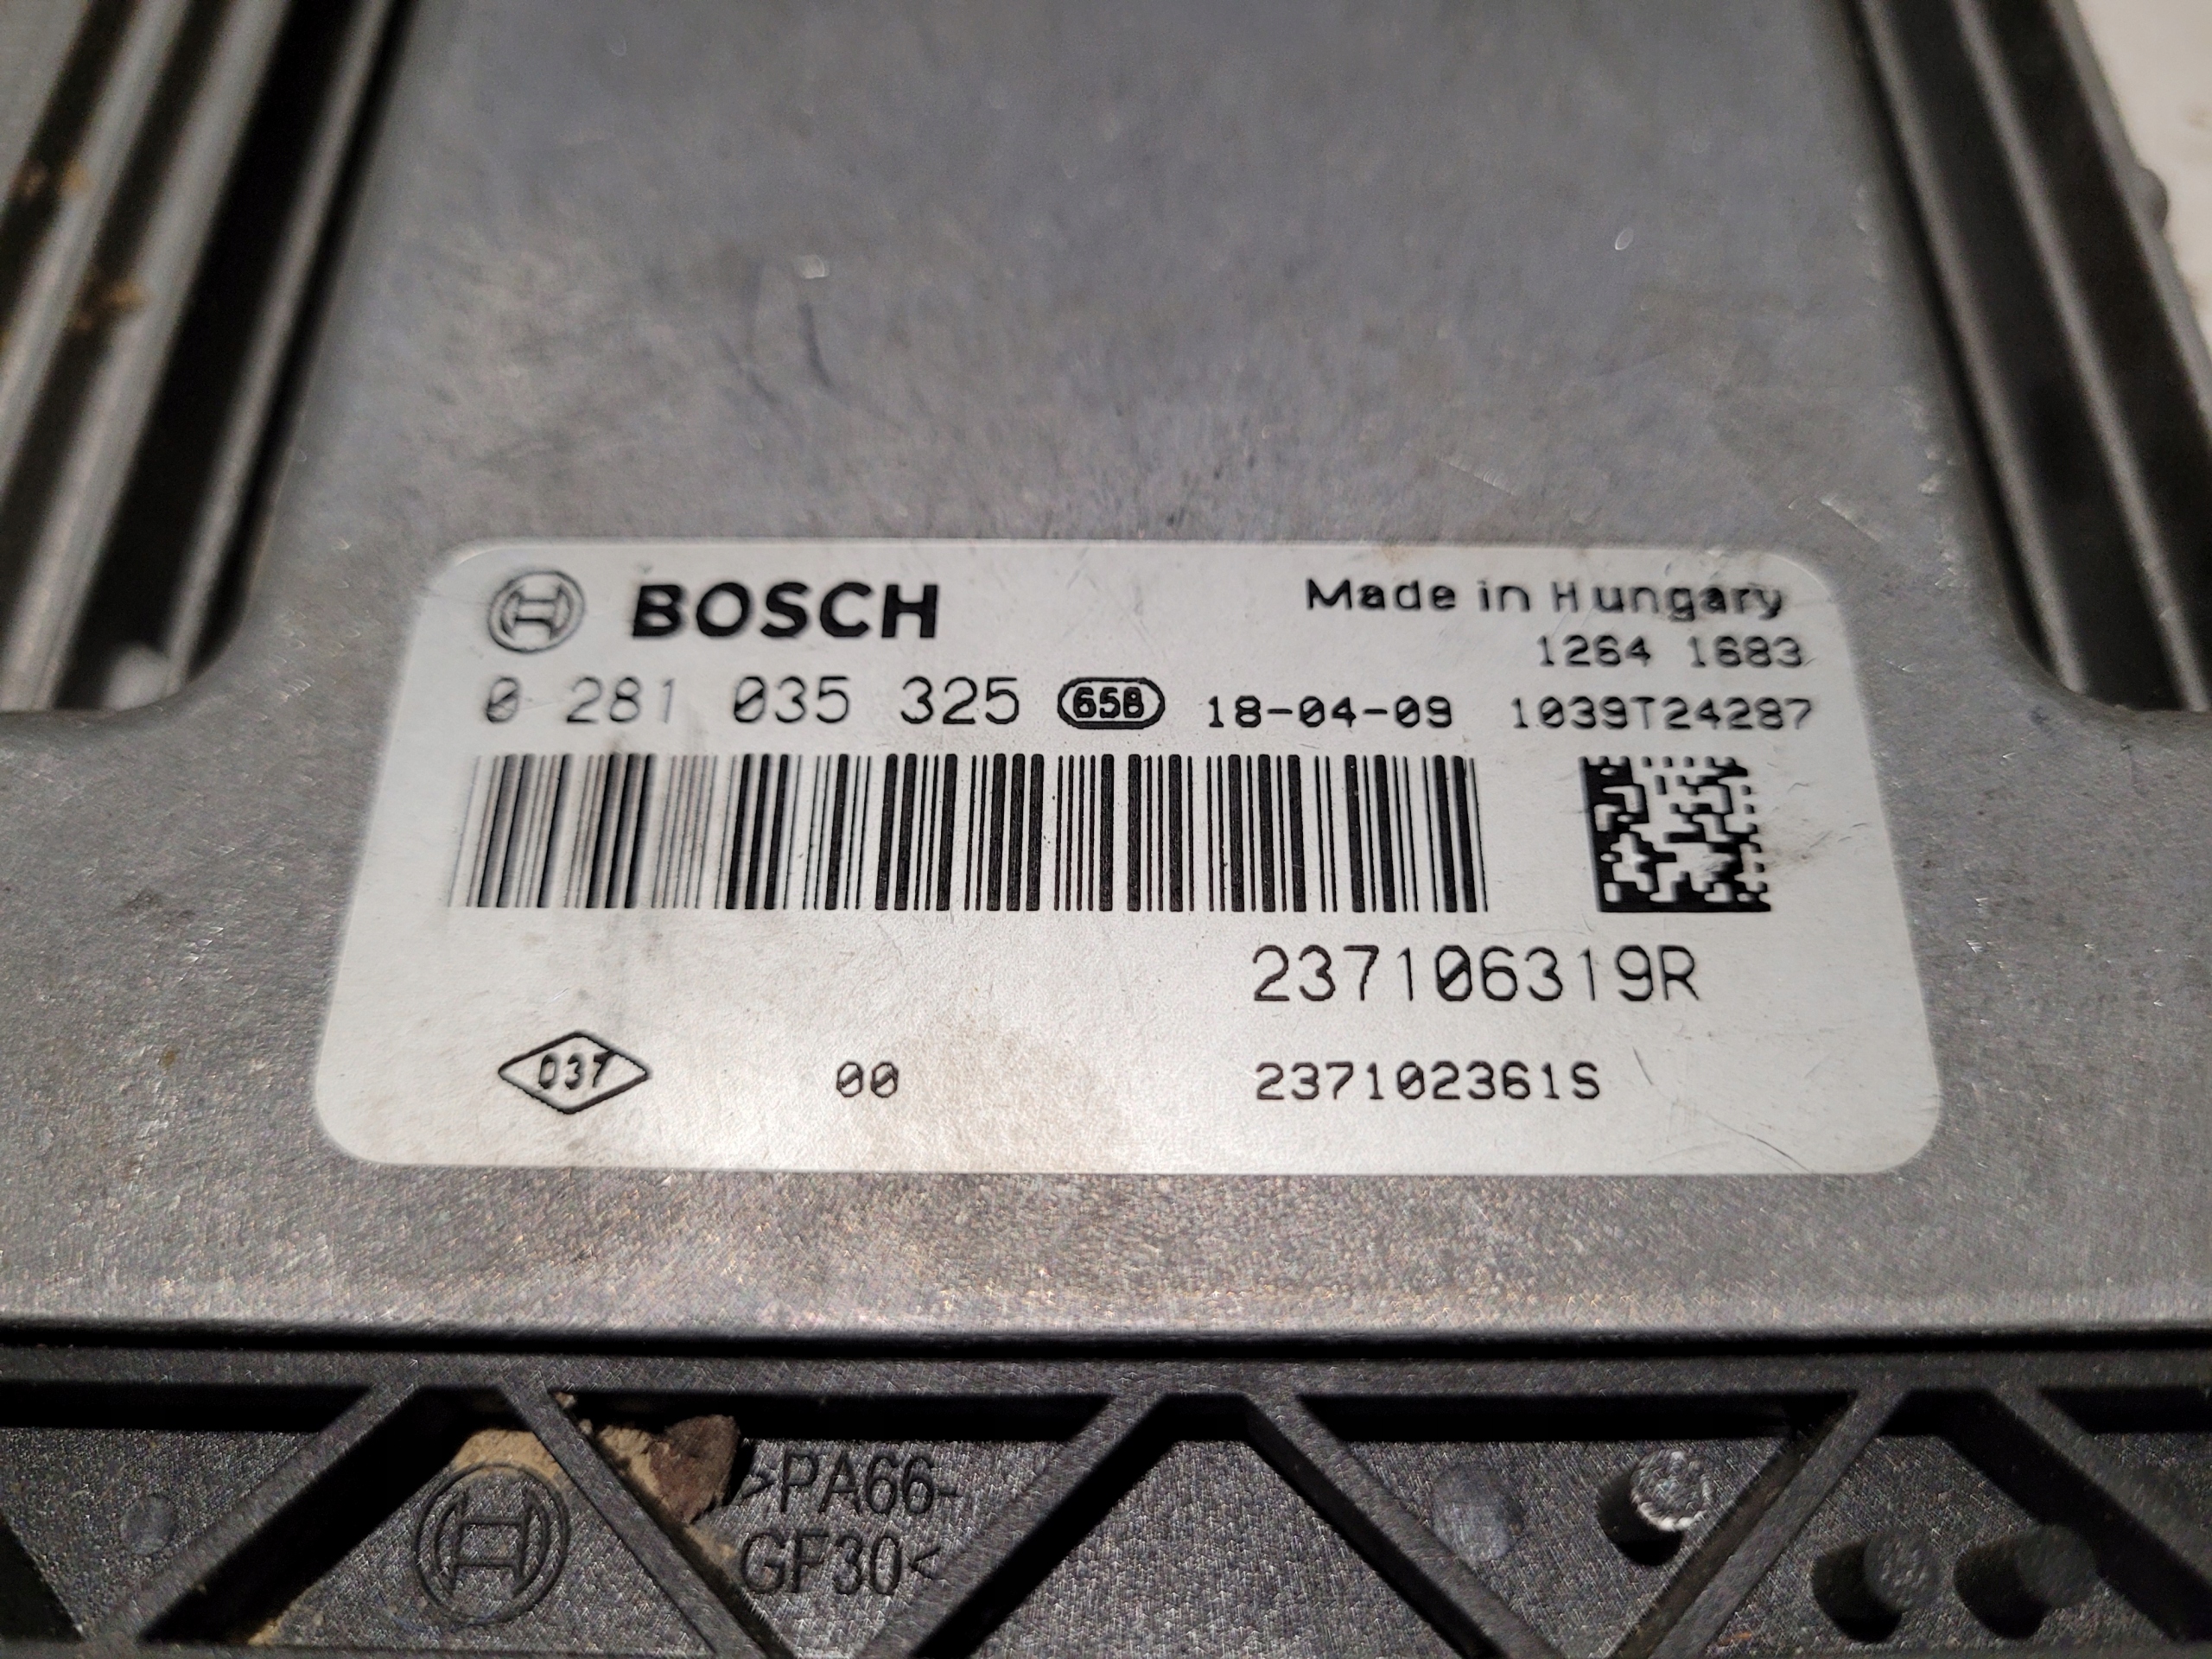 BOSCH
Made in Hungary
1264 1683
0 281 035 325 65B 18-04-09 1039T24287
237106319R
037 00 237102361S
>PA66-
GF30<